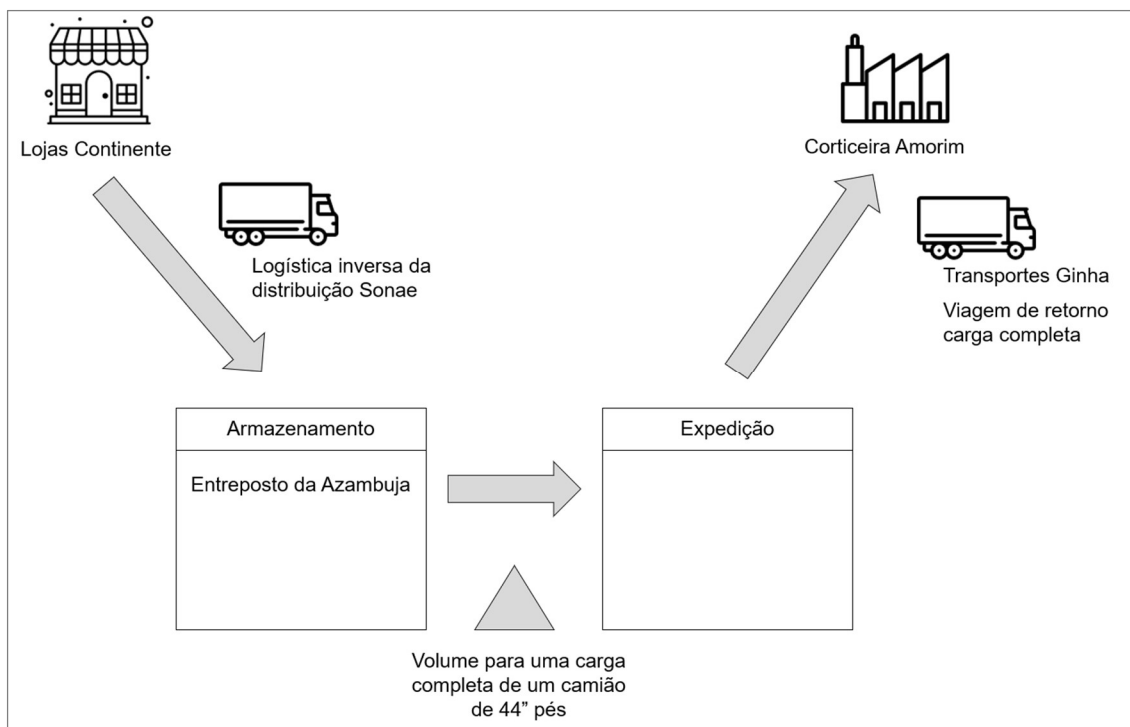 Lojas Continente
Corticeira Amorim
Logística inversa da
distribuição Sonae
Transportes Ginha
Viagem de retorno
carga completa
Armazenamento
Expedição
Entreposto da Azambuja
Volume para uma carga
completa de um camião
de 44” pés